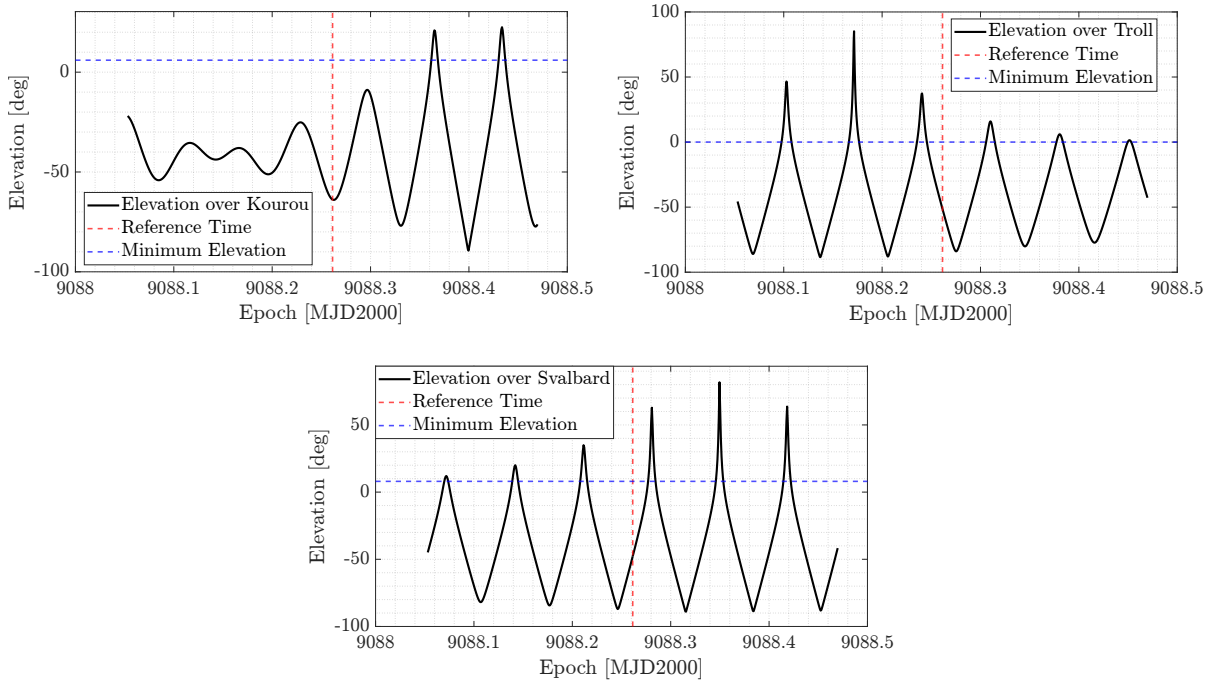 0
-50
-100
Elevation [deg]
Elevation over Kourou
Reference Time
Minimum Elevation
9088
9088.1
9088.2
9088.3
9088.4
9088.5
Epoch [MJD2000]
100
50
0
-50
-100
Elevation [deg]
Elevation over Troll
Reference Time
Minimum Elevation
9088
9088.1
9088.2
9088.3
9088.4
9088.5
Epoch [MJD2000]
50
0
-50
-100
Elevation [deg]
Elevation over Svalbard
Reference Time
Minimum Elevation
9088
9088.1
9088.2
9088.3
9088.4
9088.5
Epoch [MJD2000]